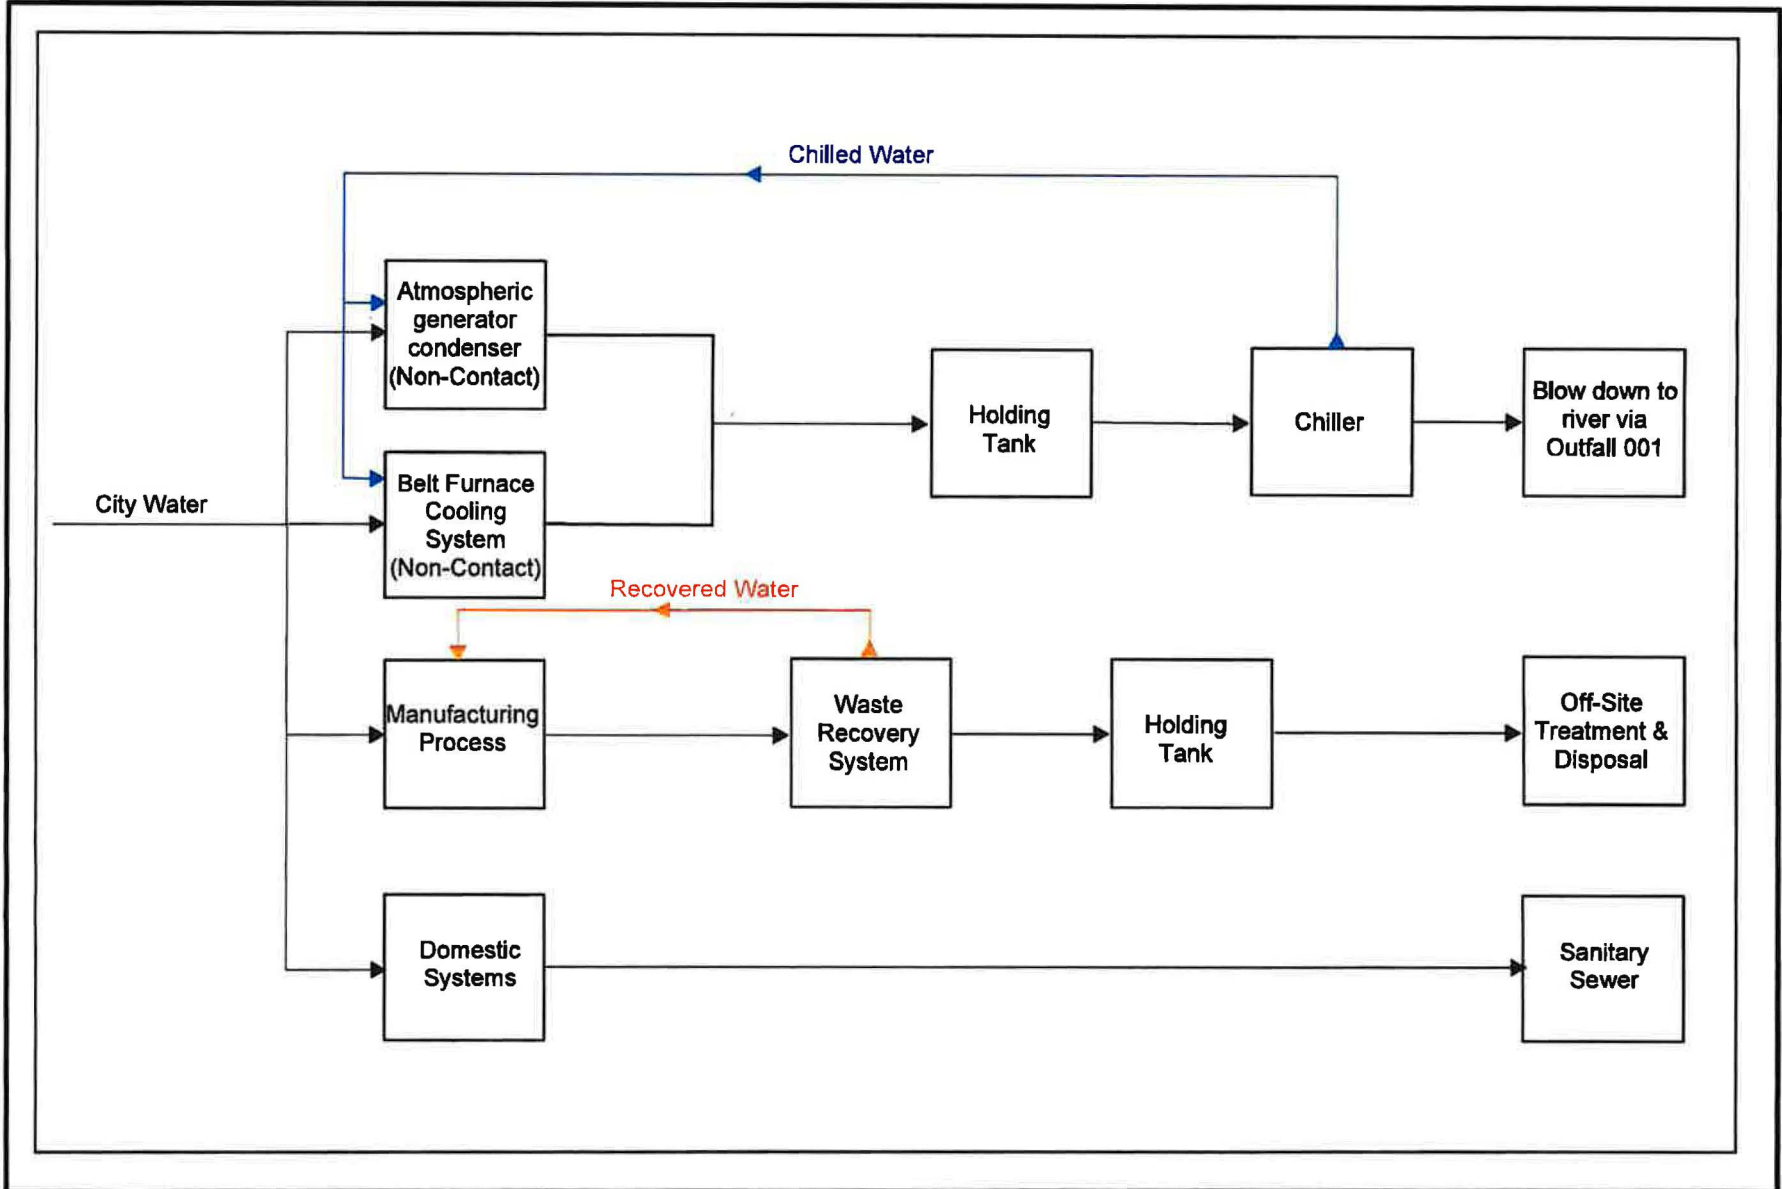 Chilled Water
Atmospheric
generator
condenser
(Non-Contact)
Holding
Tank
Chiller
Blow down to
river via
Outfall 001
City Water
Belt Furnace
Cooling
System
(Non-Contact)
Recovered Water
Manufacturing
Process
Waste
Recovery
System
Holding
Tank
Off-Site
Treatment &
Disposal
Domestic
Systems
Sanitary
Sewer